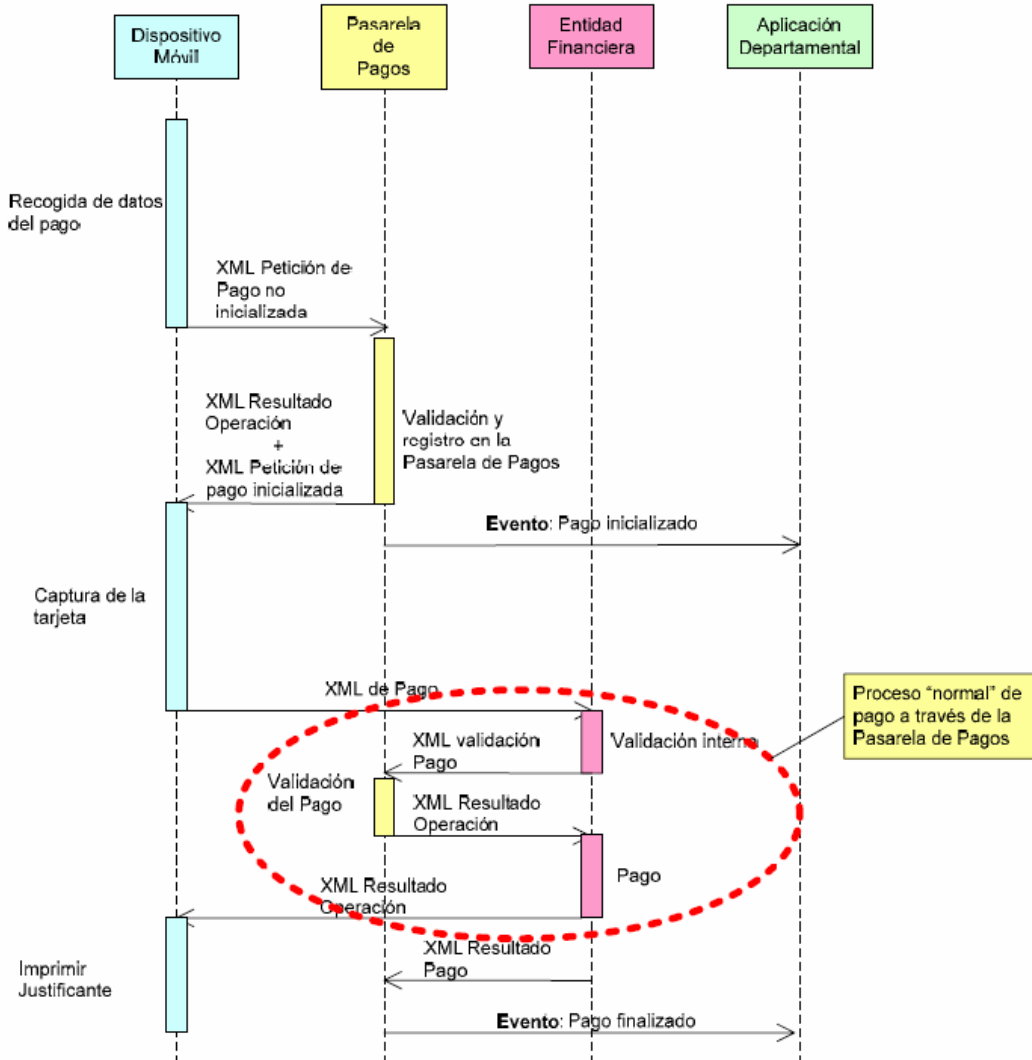 Dispositivo
Móvil
Pasarela
de
Pagos
Entidad
Financiera
Aplicación
Departamental
Recogida de datos
del pago
XML Petición de
Pago no
inicializada
XML Resultado
Operación
+
XML Petición de
pago inicializada
Validación y
registro en la
Pasarela de Pagos
Evento: Pago inicializado
Captura de la
tarjeta
XML de Pago
Proceso "normal" de
pago a través de la
Pasarela de Pagos
Validación interna
XML validación
Pago
Validación
del Pago
XML Resultado
Operación
Pago
XML Resultado
Operación
XML Resultado
Pago
Imprimir
Justificante
Evento: Pago finalizado